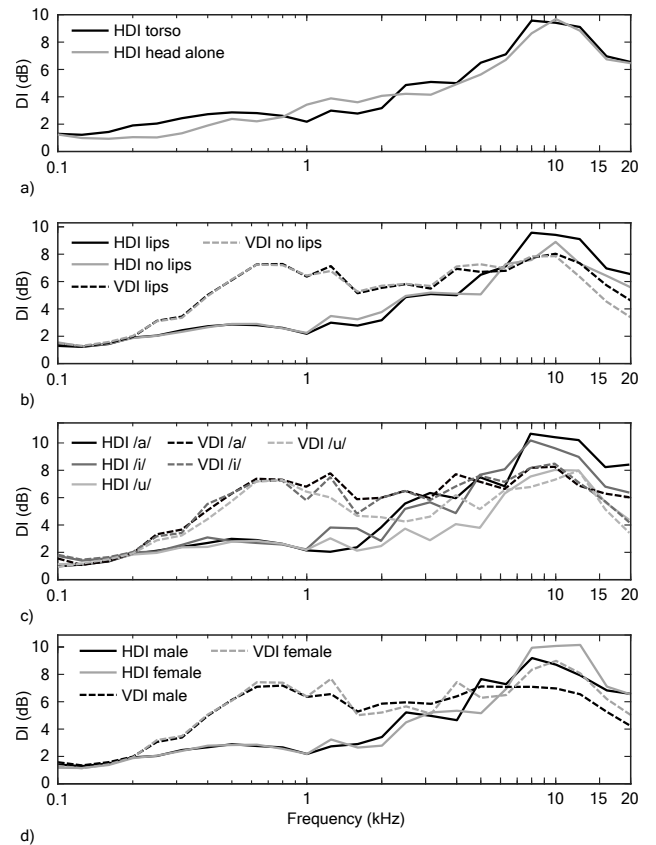 10
8
6
4
2
0
DI (dB)
HDI torso
HDI head alone
0.1 1 10 15 20
a)
10
8
6
4
2
0
DI (dB)
HDI lips VDI no lips
HDI no lips
VDI lips
0.1 1 10 15 20
b)
10
8
6
4
2
0
DI (dB)
HDI /a/ VDI /a/ VDI /u/
HDI /i/ VDI /i/
HDI /u/
0.1 1 10 15 20
c)
10
8
6
4
2
0
DI (dB)
HDI male VDI female
HDI female
VDI male
0.1 1 10 15 20
Frequency (kHz)
d)